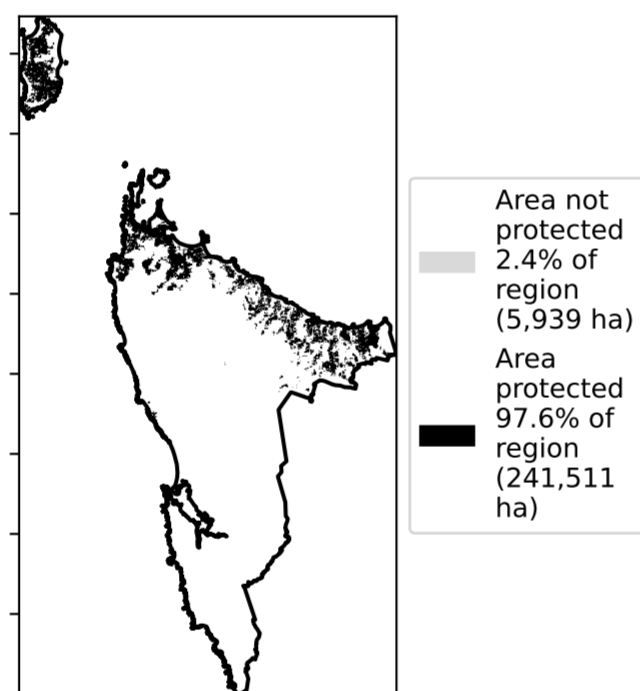 Area not
protected
2.4% of
region
(5,939 ha)
Area
protected
97.6% of
region
(241,511
ha)